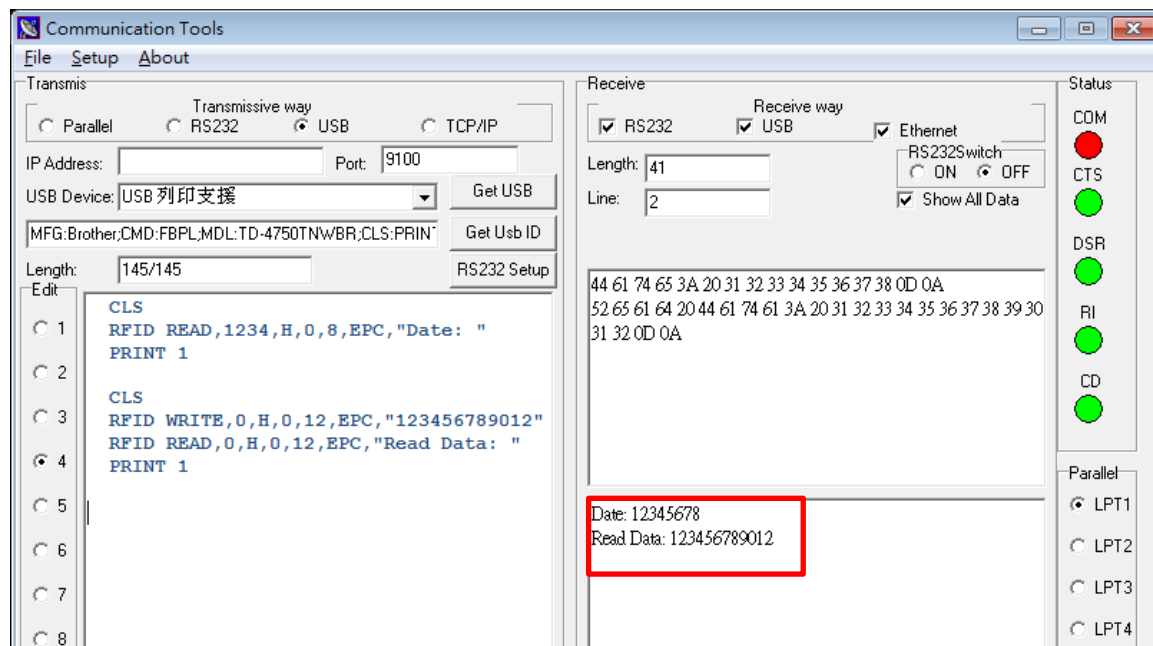 Communication Tools
File Setup About
Transmis
Transmissive way
Parallel RS232 USB TCP/IP
IP Address: Port: 9100
USB Device: USB 列印支援 Get USB
MFG:Brother;CMD:FBPL;MDL:TD-4750TNWBR;CLS:PRINT Get Usb ID
Length: 145/145 RS232 Setup
Edit
1
2
3
4
5
6
7
8
CLS
RFID READ,1234,H,0,8,EPC,"Date: "
PRINT 1
CLS
RFID WRITE,0,H,0,12,EPC,"123456789012"
RFID READ,0,H,0,12,EPC,"Read Data: "
PRINT 1
Receive
Receive way
RS232 USB Ethernet
Length: 41
Line: 2
RS232Switch
ON OFF
Show All Data
44 61 74 65 3A 20 31 32 33 34 35 36 37 38 0D 0A
52 65 61 64 20 44 61 74 61 3A 20 31 32 33 34 35 36 37 38 39 30
31 32 0D 0A
Date: 12345678
Read Data: 123456789012
Status
COM
CTS
DSR
RI
CD
Parallel
LPT1
LPT2
LPT3
LPT4